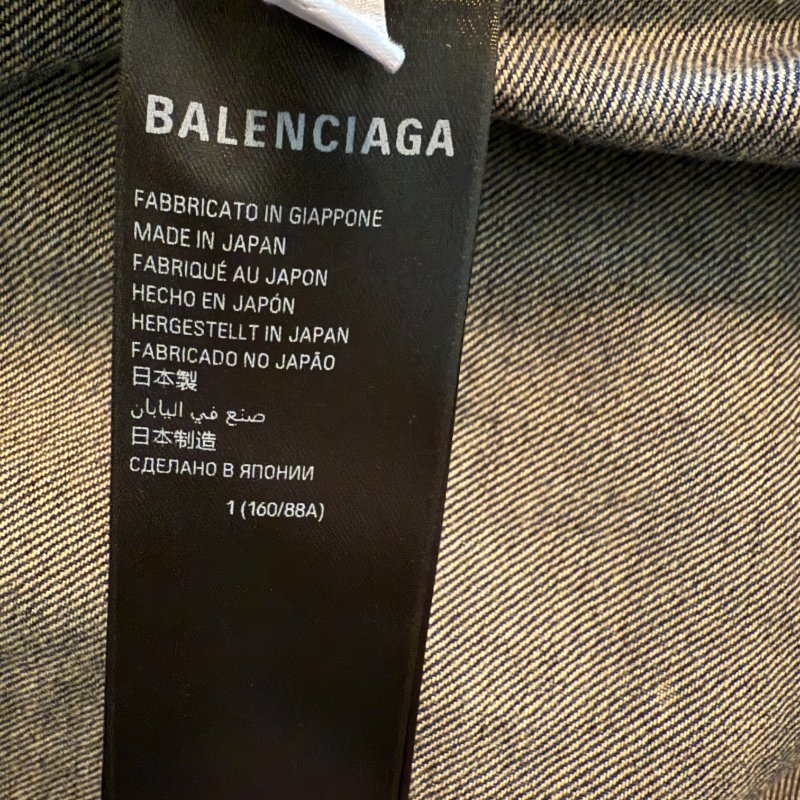 BALENCIAGA
FABBRICATO IN GIAPPONE
MADE IN JAPAN
FABRIQUÉ AU JAPON
HECHO EN JAPÓN
HERGESTELLT IN JAPAN
FABRICADO NO JAPÃO
日本製
صنع في اليابان
日本制造
СДЕЛАНО В ЯПОНИИ
1 (160/88A)